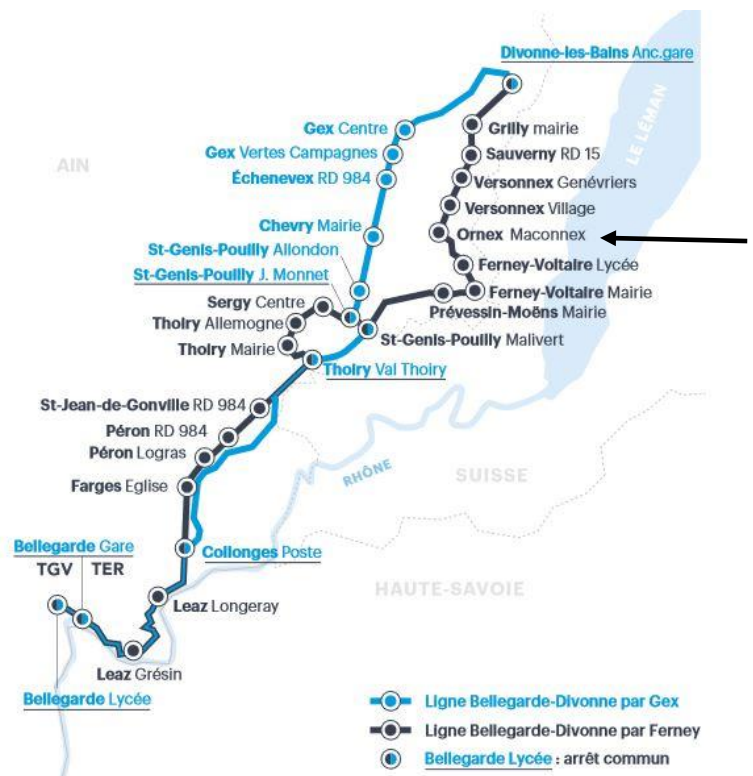 Divonne-les-Bains Anc.gare
Gex Centre
Grilly mairie
Gex Vertes Campagnes
Sauverny RD 15
AIN
LE LÉMAN
Échenevex RD 984
Versonnex Genévriers
Versonnex Village
Chevry Mairie
Ornex Maconnex
St-Genis-Pouilly Allondon
Ferney-Voltaire Lycée
St-Genis-Pouilly J. Monnet
Ferney-Voltaire Mairie
Sergy Centre
Prévessin-Moëns Mairie
Thoiry Allemogne
St-Genis-Pouilly Malivert
Thoiry Mairie
Thoiry Val Thoiry
St-Jean-de-Gonville RD 984
Péron RD 984
Péron Logras
RHÔNE
SUISSE
Farges Eglise
Bellegarde Gare
Collonges Poste
TGV TER
HAUTE-SAVOIE
Leaz Longeray
Leaz Grésin
Bellegarde Lycée
Ligne Bellegarde-Divonne par Gex
Ligne Bellegarde-Divonne par Ferney
Bellegarde Lycée : arrêt commun